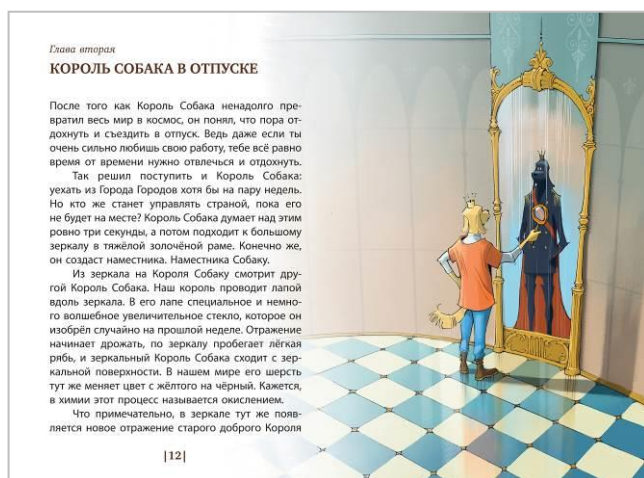 Глава вторая
КОРОЛЬ СОБАКА В ОТПУСКЕ
После того как Король Собака ненадолго пре-
вратил весь мир в космос, он понял, что пора от-
дохнуть и съездить в отпуск. Ведь даже если ты
очень сильно любишь свою работу, тебе всё равно
время от времени нужно отвлечься и отдохнуть.
Так решил поступить и Король Собака:
уехать из Города Городов хотя бы на пару недель.
Но кто же станет управлять страной, пока его
не будет на месте? Король Собака думает над этим
ровно три секунды, а потом подходит к большому
зеркалу в тяжёлой золочёной раме. Конечно же,
он создаст наместника. Наместника Собаку.
Из зеркала на Короля Собаку смотрит дру-
гой Король Собака. Наш король проводит лапой
вдоль зеркала. В его лапе специальное и немно-
го волшебное увеличительное стекло, которое он
изобрёл случайно на прошлой неделе. Отражение
начинает дрожать, по зеркалу пробегает лёгкая
рябь, и зеркальный Король Собака сходит с зер-
кальной поверхности. В нашем мире его шерсть
тут же меняет цвет с жёлтого на чёрный. Кажется,
в химии этот процесс называется окислением.
Что примечательно, в зеркале тут же появ-
ляется новое отражение старого доброго Короля
|12|